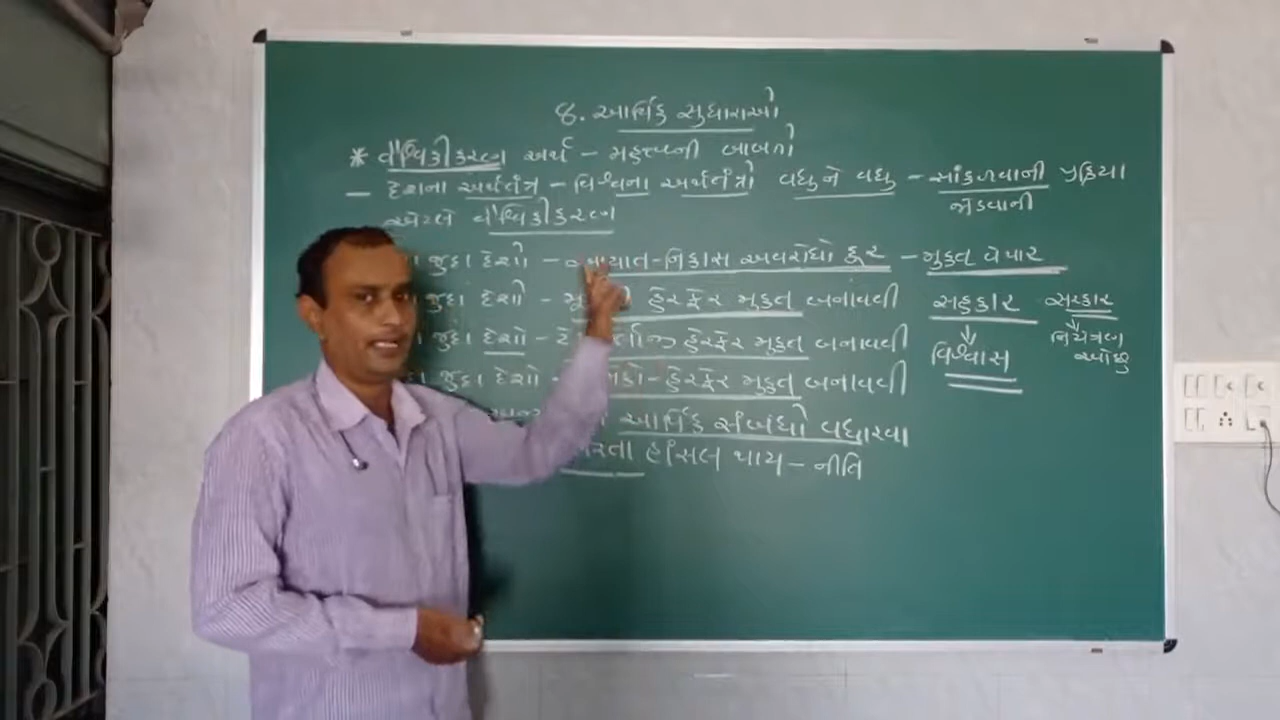 8. આર્થિક સુધારાઓ
* વૈશ્વિકીકરણ અર્થ – મહત્ત્વની બાબતો
– દેશના અર્થતંત્ર – વિશ્વના અર્થતંત્રો વધુ ને વધુ – સાંકળવાની પ્રક્રિયા
જોડવાની
એટલે વૈશ્વિકીકરણ
જુદા દેશો – આયાત-નિકાસ અવરોધો દૂર – મુક્ત વેપાર
જુદા દેશો – હેરફેર મુક્ત બનાવવી સહકાર સરકાર
જુદા દેશો – હેરફેર મુક્ત બનાવવી વિશ્વાસ નિયંત્રણ
ઓછુ
જુદા દેશો – હેરફેર મુક્ત બનાવવી
આર્થિક સંબંધો વધારવા
હાંસલ થાય – નીતિ